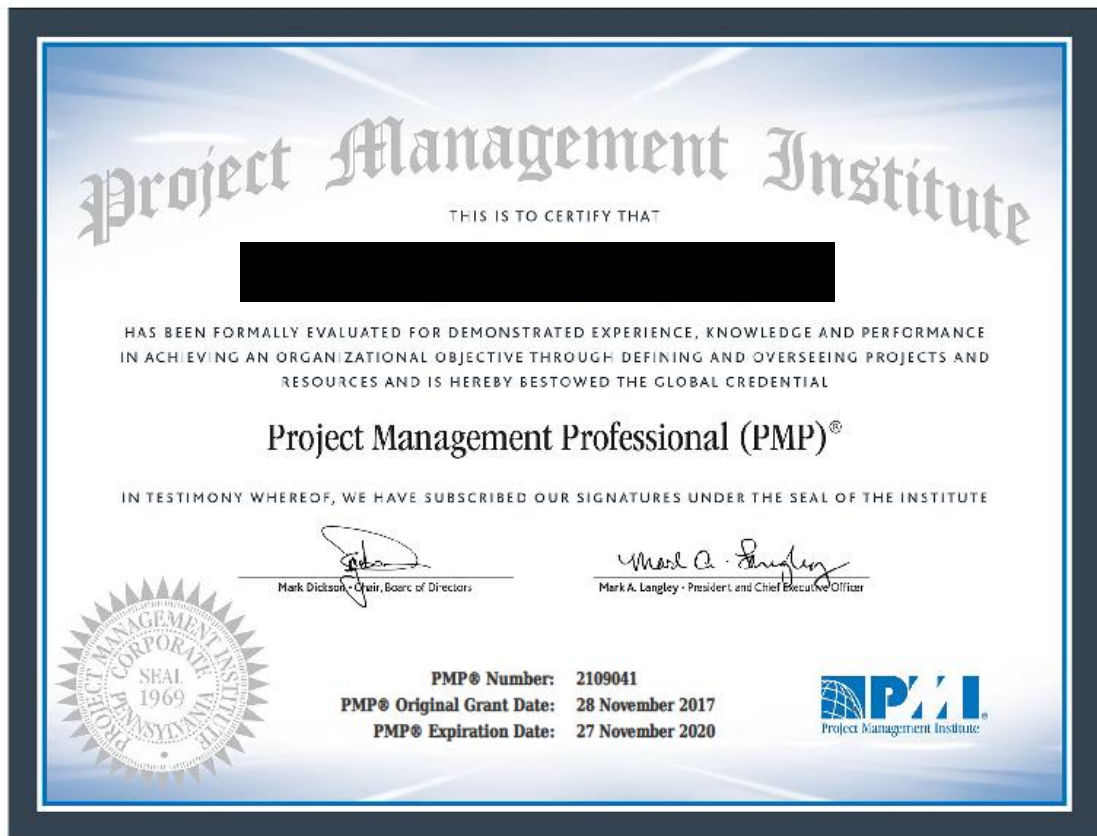 Project Management Institute
THIS IS TO CERTIFY THAT
HAS BEEN FORMALLY EVALUATED FOR DEMONSTRATED EXPERIENCE, KNOWLEDGE AND PERFORMANCE
IN ACHIEVING AN ORGANIZATIONAL OBJECTIVE THROUGH DEFINING AND OVERSEEING PROJECTS AND
RESOURCES AND IS HEREBY BESTOWED THE GLOBAL CREDENTIAL
Project Management Professional (PMP)®
IN TESTIMONY WHEREOF, WE HAVE SUBSCRIBED OUR SIGNATURES UNDER THE SEAL OF THE INSTITUTE
Mark A. Langley
Mark Dickson · Chair, Board of Directors
Mark A. Langley · President and Chief Executive Officer
PROJECT MANAGEMENT INSTITUTE
CORPORATE
SEAL
1969
PENNSYLVANIA
PMP® Number: 2109041
PMP® Original Grant Date: 28 November 2017
PMP® Expiration Date: 27 November 2020
PMI®
Project Management Institute